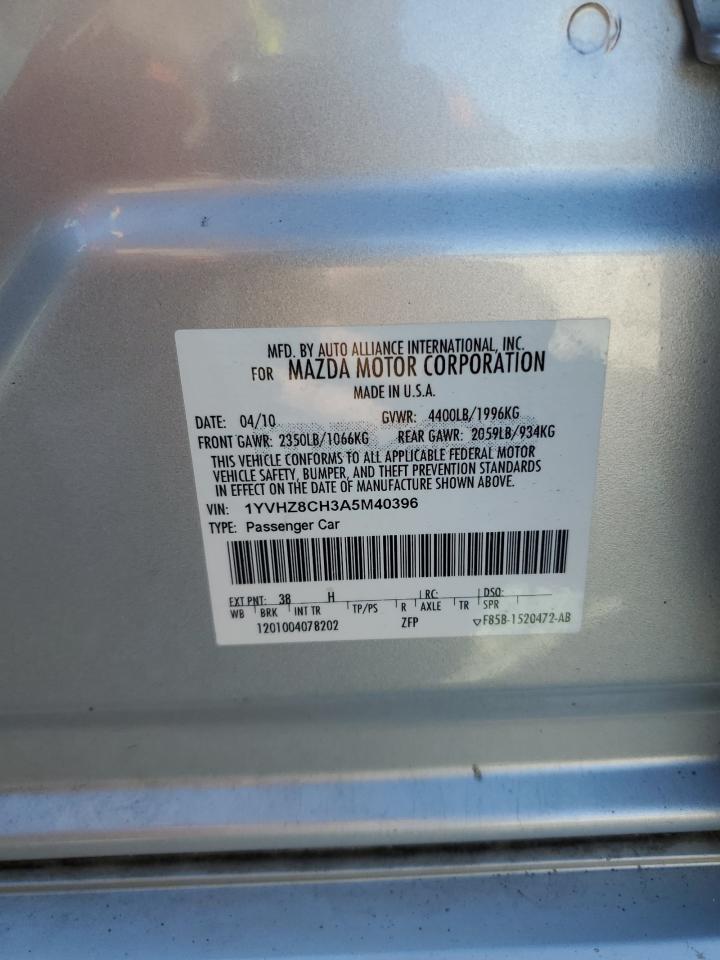 MFD. BY AUTO ALLIANCE INTERNATIONAL, INC.
FOR MAZDA MOTOR CORPORATION
MADE IN U.S.A.
DATE: 04/10 GVWR: 4400LB/1996KG
FRONT GAWR: 2350LB/1066KG REAR GAWR: 2059LB/934KG
THIS VEHICLE CONFORMS TO ALL APPLICABLE FEDERAL MOTOR
VEHICLE SAFETY, BUMPER, AND THEFT PREVENTION STANDARDS
IN EFFECT ON THE DATE OF MANUFACTURE SHOWN ABOVE.
VIN: 1YVHZ8CH3A5M40396
TYPE: Passenger Car
EXT PNT: 38 H RC: DSO:
WB BRK INT TR TP/PS R AXLE TR SPR
1201004078202 ZFP ▽F85B-1520472-AB